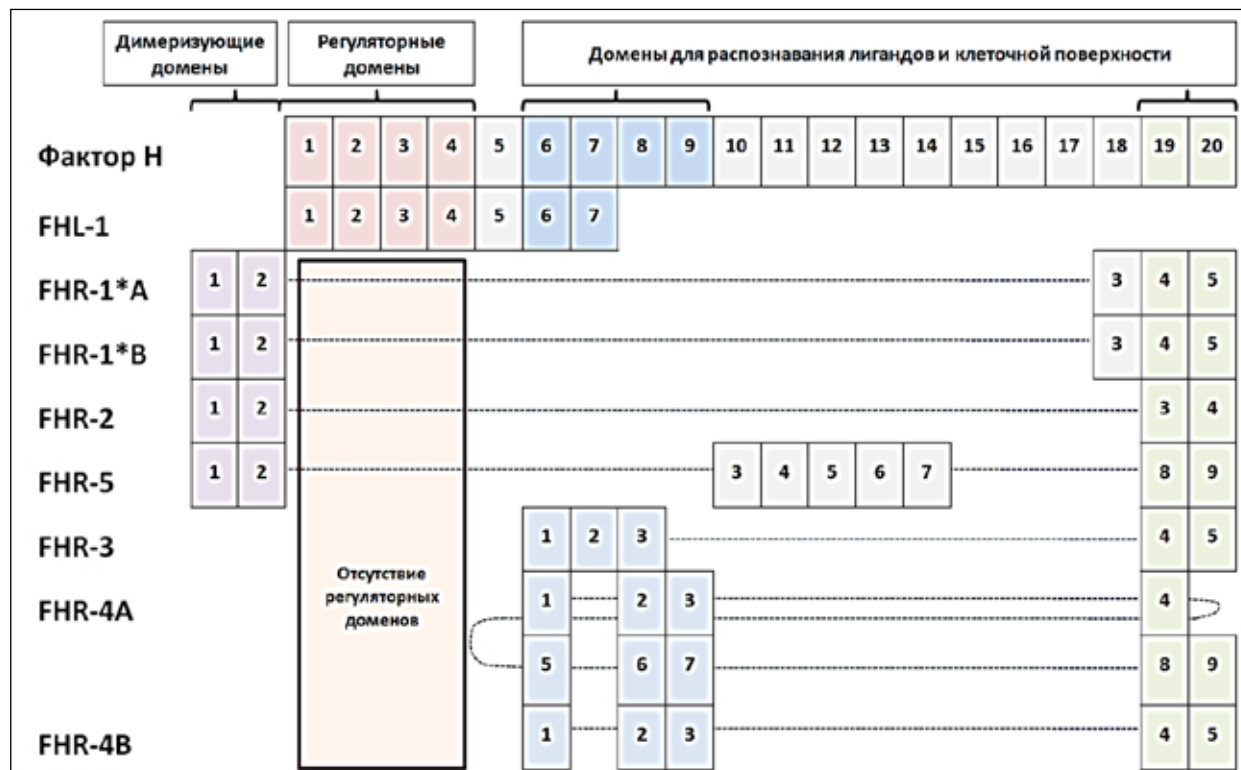 Димеризующие
домены
Регуляторные
домены
Домены для распознавания лигандов и клеточной поверхности
Фактор Н 1 2 3 4 5 6 7 8 9 10 11 12 13 14 15 16 17 18 19 20
FHL-1 1 2 3 4 5 6 7
FHR-1*A 1 2 3 4 5
FHR-1*B 1 2 3 4 5
FHR-2 1 2 3 4
FHR-5 1 2 3 4 5 6 7 8 9
FHR-3 1 2 3 4 5
Отсутствие
регуляторных
доменов
FHR-4A 1 2 3 4
5 6 7 8 9
FHR-4B 1 2 3 4 5